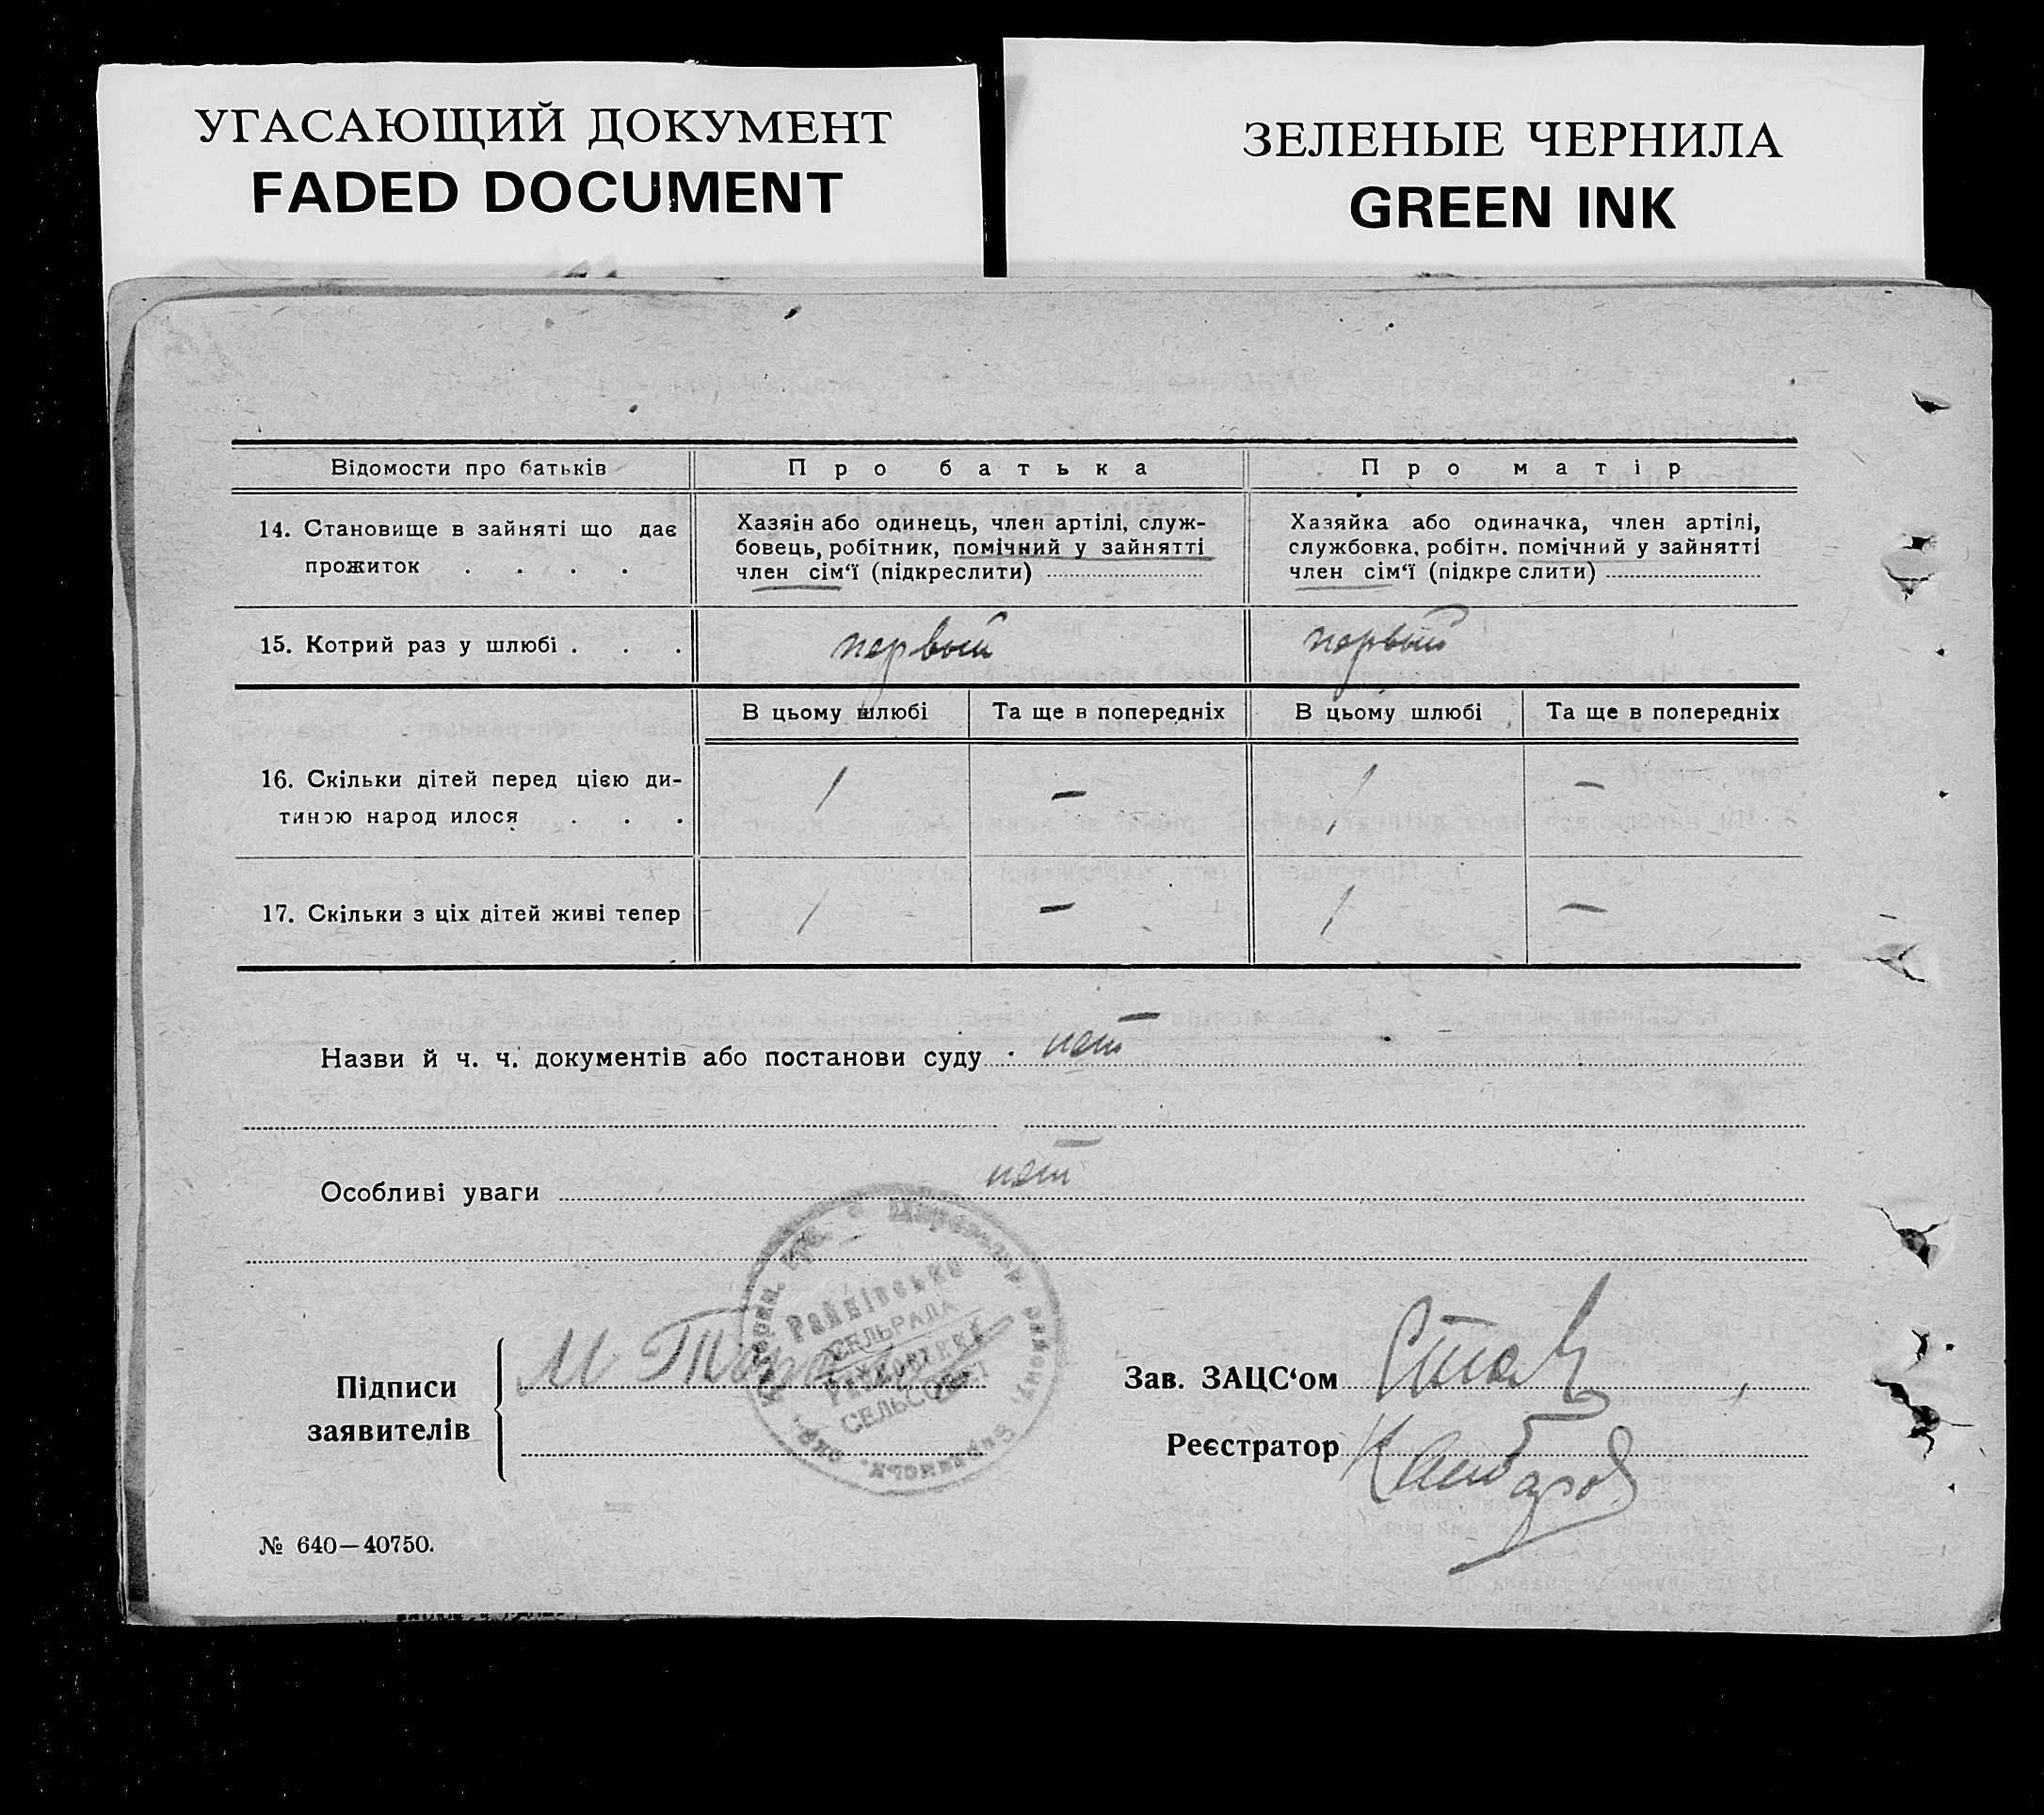 УГАСАЮЩИЙ ДОКУМЕНТ
FADED DOCUMENT
ЗЕЛЕНЫЕ ЧЕРНИЛА
GREEN INK
Відомости про батьків
Про батька
Про матір
14. Становище в зайняті що дає
прожиток . . . .
Хазяїн або одинець, член артілі, служ-
бовець, робітник, помічний у зайнятті
член сім‘ї (підкреслити)
Хазяйка або одиначка, член артілі,
службовка, робітн. помічний у зайнятті
член сім‘ї (підкреслити)
15. Котрий раз у шлюбі . . .
первый
первый
В цьому шлюбі
Та ще в попередніх
В цьому шлюбі
Та ще в попередніх
16. Скільки дітей перед цією ди-
тиною народилося . . .
1
—
1
—
17. Скільки з ціх дітей живі тепер
1
—
1
—
Назви й ч. ч. документів або постанови суду
нет
Особливі уваги
нет
СЕЛЬРАДА
СЕЛЬСОВЕТ
Підписи
заявителів
М
Зав. ЗАЦС‘ом
Реєстратор
№ 640—40750.